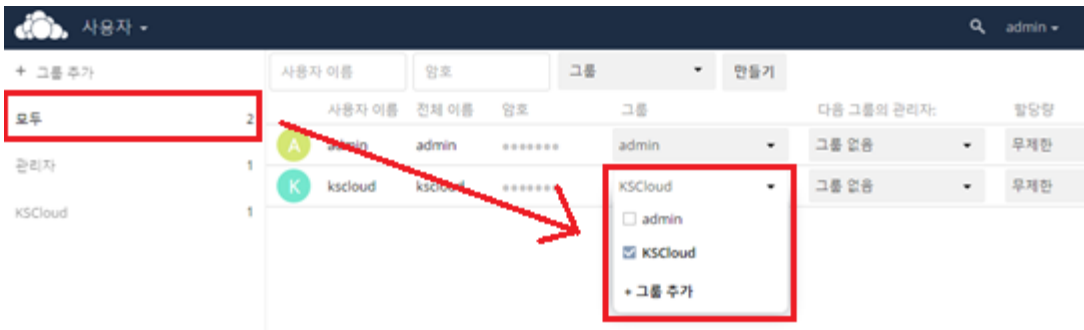 사용자 admin
+ 그룹 추가 사용자 이름 암호 그룹 만들기
모두 2 사용자 이름 전체 이름 암호 그룹 다음 그룹의 관리자: 할당량
A admin admin ●●●●●●● admin 그룹 없음 무제한
관리자 1
K kscloud kscloud ●●●●●●● KSCloud 그룹 없음 무제한
KSCloud 1
admin
KSCloud
+ 그룹 추가